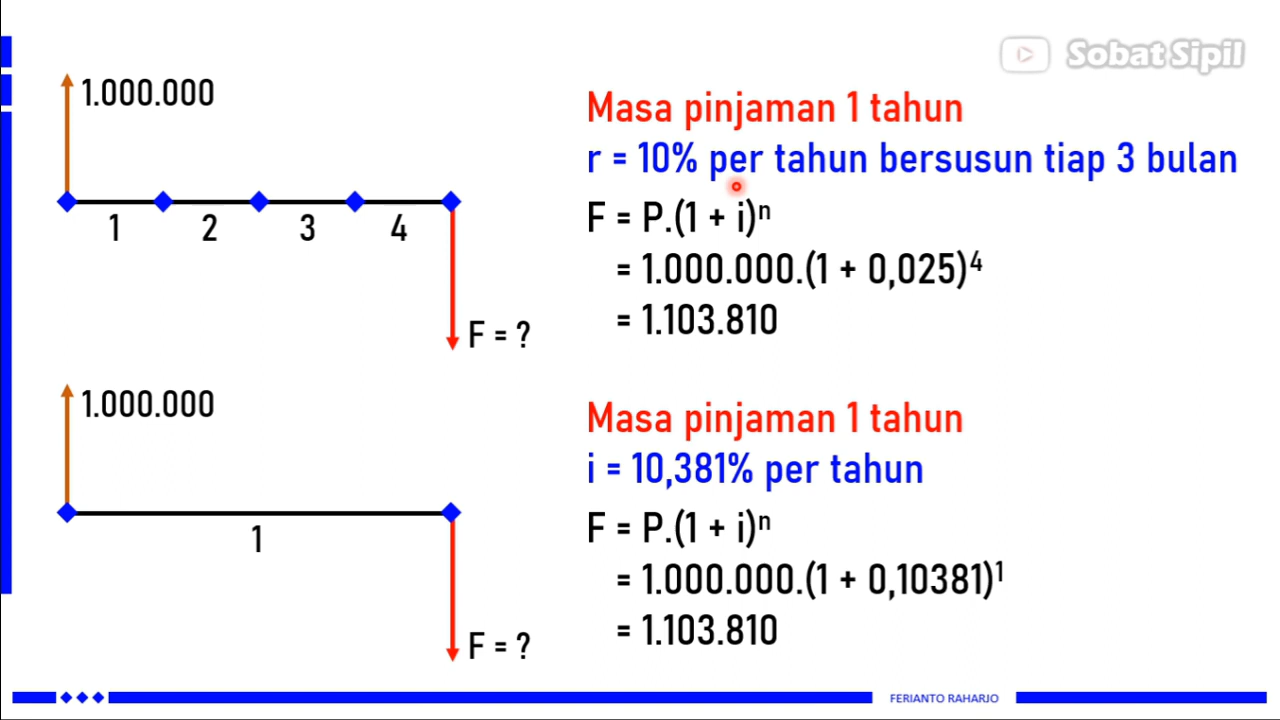 Sobat Sipil
1.000.000
1 2 3 4
F = ?
Masa pinjaman 1 tahun
r = 10% per tahun bersusun tiap 3 bulan
F = P.(1 + i)ⁿ
= 1.000.000.(1 + 0,025)⁴
= 1.103.810
1.000.000
1
F = ?
Masa pinjaman 1 tahun
i = 10,381% per tahun
F = P.(1 + i)ⁿ
= 1.000.000.(1 + 0,10381)¹
= 1.103.810
FERIANTO RAHARJO